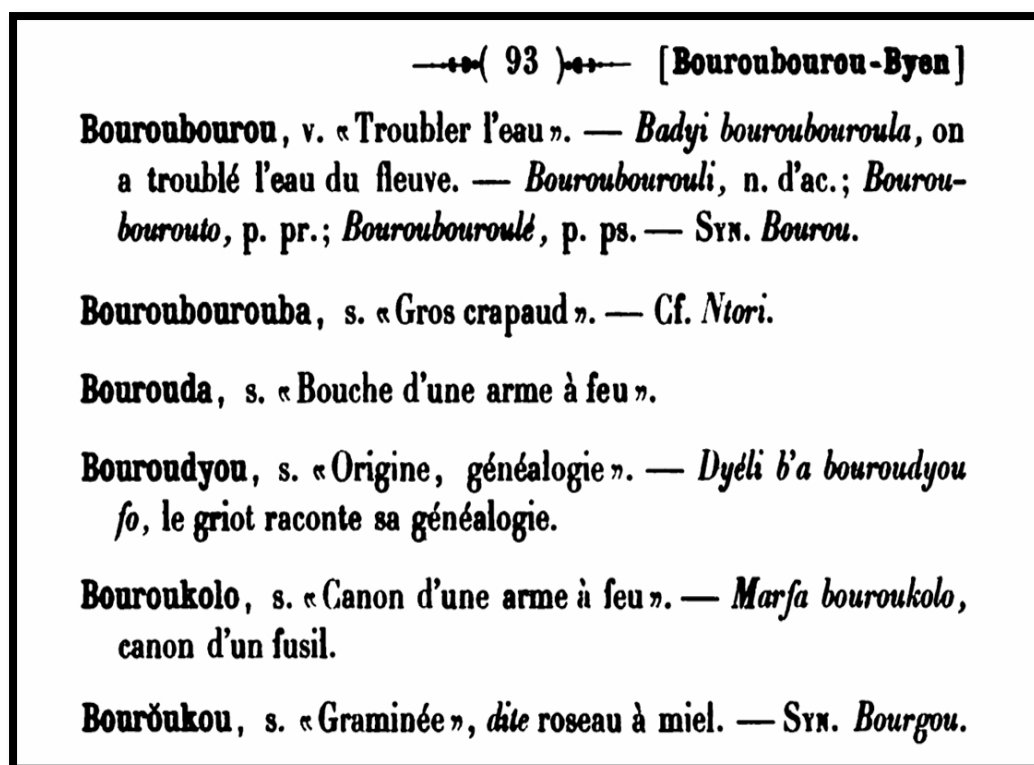 ( 93 ) [Bouroubourou-Byen]
Bouroubourou, v. « Troubler l'eau ». — Badyi bouroubouroula, on
a troublé l'eau du fleuve. — Bouroubourouli, n. d'ac.; Bourou-
bourouto, p. pr.; Bouroubouroulé, p. ps. — Syn. Bourou.
Bouroubourouba, s. « Gros crapaud ». — Cf. Ntori.
Bourouda, s. « Bouche d'une arme à feu ».
Bouroudyou, s. « Origine, généalogie ». — Dyéli b'a bouroudyou
fo, le griot raconte sa généalogie.
Bouroukolo, s. « Canon d'une arme à feu ». — Marfa bouroukolo,
canon d'un fusil.
Bourŏukou, s. « Graminée », dite roseau à miel. — Syn. Bourgou.